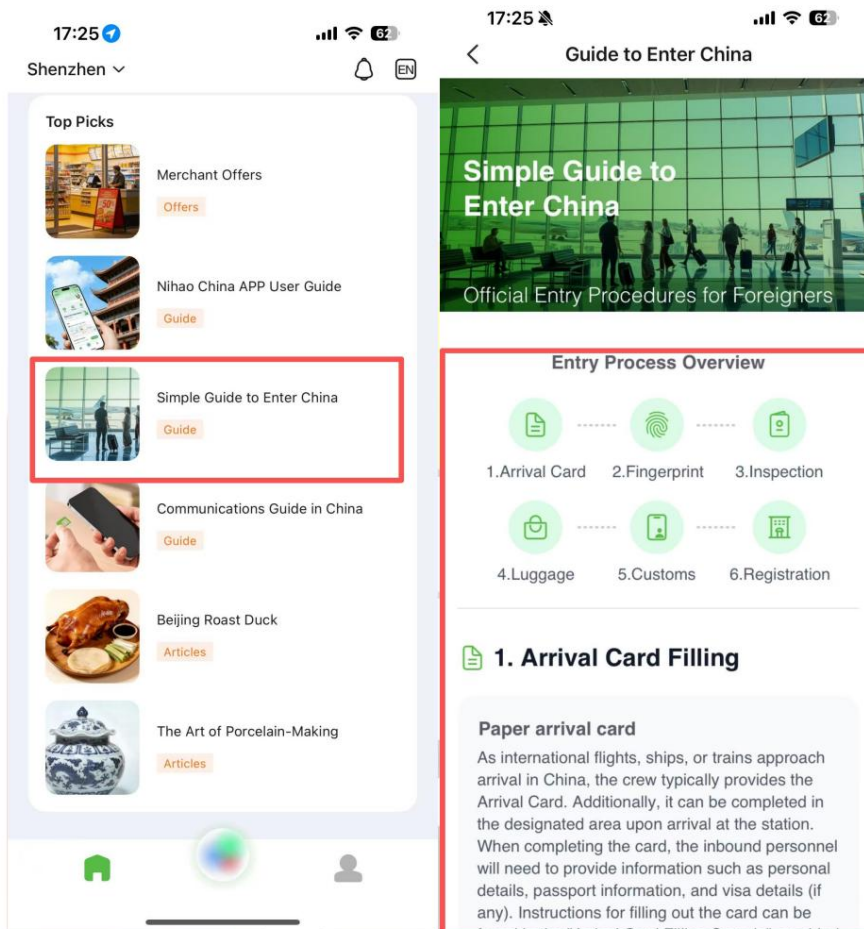 17:25
62
Shenzhen
EN
Top Picks
Merchant Offers
Offers
Nihao China APP User Guide
Guide
Simple Guide to Enter China
Guide
Communications Guide in China
Guide
Beijing Roast Duck
Articles
The Art of Porcelain-Making
Articles
17:25
62
Guide to Enter China
Simple Guide to
Enter China
Official Entry Procedures for Foreigners
Entry Process Overview
1.Arrival Card
2.Fingerprint
3.Inspection
4.Luggage
5.Customs
6.Registration
1. Arrival Card Filling
Paper arrival card
As international flights, ships, or trains approach
arrival in China, the crew typically provides the
Arrival Card. Additionally, it can be completed in
the designated area upon arrival at the station.
When completing the card, the inbound personnel
will need to provide information such as personal
details, passport information, and visa details (if
any). Instructions for filling out the card can be